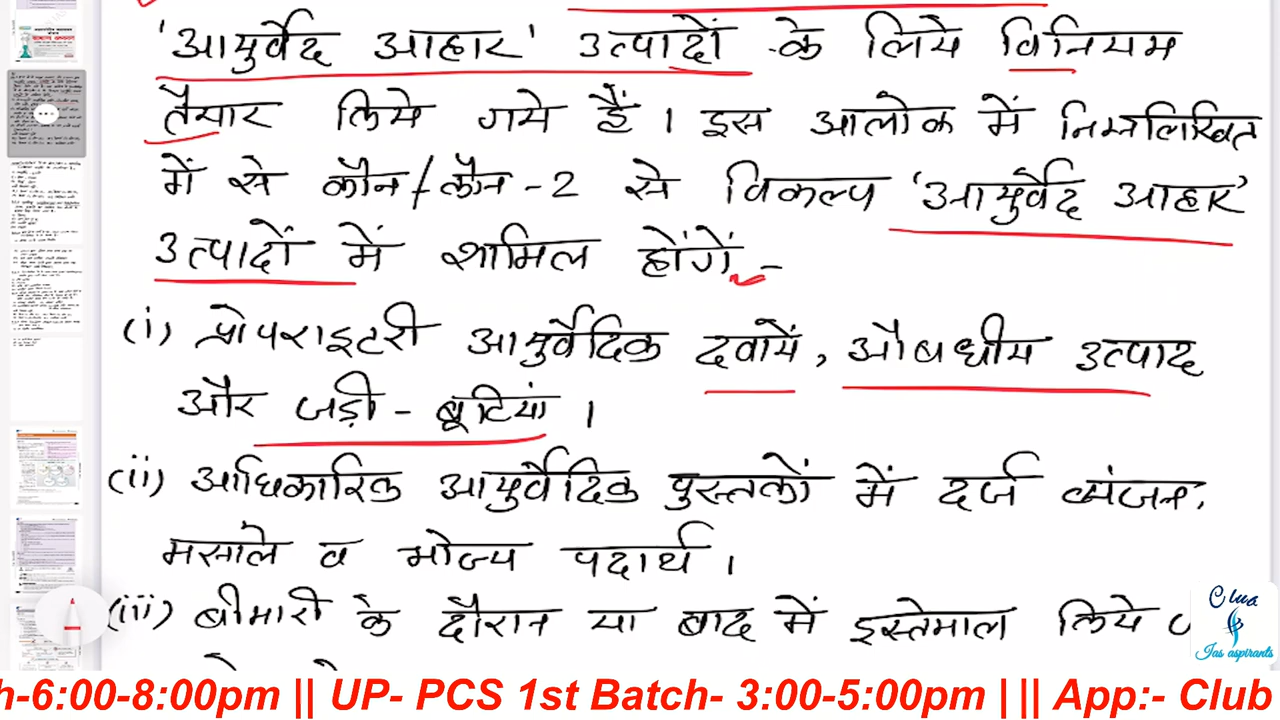 'आयुर्वेद आहार' उत्पादों के लिये विनियम
तैयार किये गये हैं । इस आलोक में निम्नलिखित
में से कौन/कौन-2 से विकल्प 'आयुर्वेद आहार'
उत्पादों में शामिल होंगें -
(i) प्रोपराइटरी आयुर्वेदिक दवायें, औषधीय उत्पाद
और जड़ी - बूटियां ।
(ii) आधिकारिक आयुर्वेदिक पुस्तकों में दर्ज व्यंजन,
मसाले व भोज्य पदार्थ ।
(iii) बीमारी के दौरान या बाद में इस्तेमाल किये
Club
Ias aspirants
h-6:00-8:00pm || UP- PCS 1st Batch- 3:00-5:00pm | || App:- Club